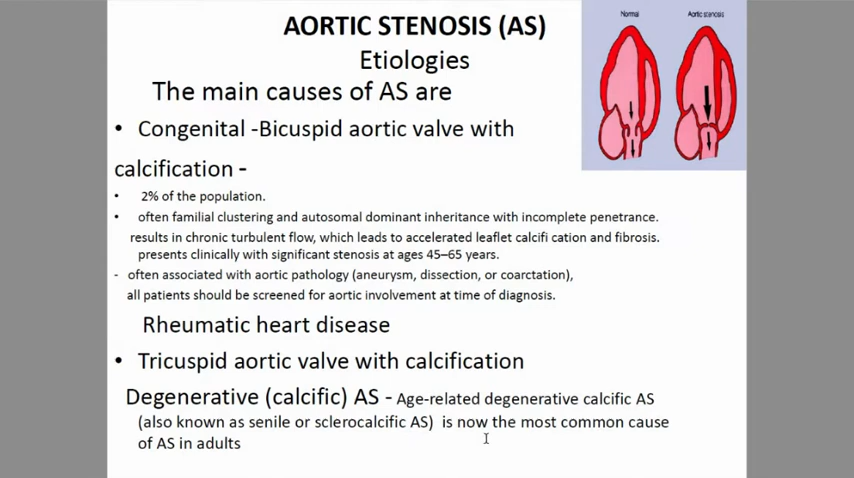 AORTIC STENOSIS (AS)
Normal
Aortic stenosis
Etiologies
The main causes of AS are
• Congenital -Bicuspid aortic valve with
calcification -
• 2% of the population.
• often familial clustering and autosomal dominant inheritance with incomplete penetrance.
results in chronic turbulent flow, which leads to accelerated leaflet calcifi cation and fibrosis.
presents clinically with significant stenosis at ages 45–65 years.
- often associated with aortic pathology (aneurysm, dissection, or coarctation),
all patients should be screened for aortic involvement at time of diagnosis.
Rheumatic heart disease
• Tricuspid aortic valve with calcification
Degenerative (calcific) AS - Age-related degenerative calcific AS
(also known as senile or sclerocalcific AS) is now the most common cause
of AS in adults